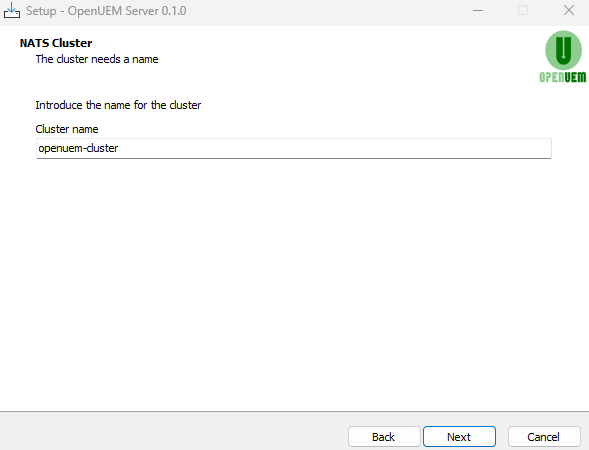 Setup - OpenUEM Server 0.1.0
NATS Cluster
The cluster needs a name
OPENUEM
Introduce the name for the cluster
Cluster name
openuem-cluster
Back
Next
Cancel